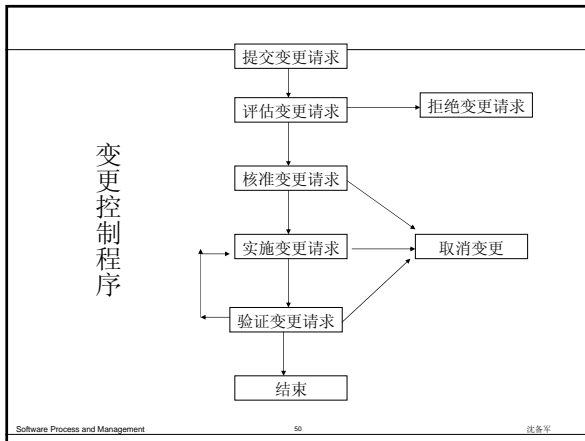 提交变更请求
评估变更请求
拒绝变更请求
变更控制程序
核准变更请求
实施变更请求
取消变更
验证变更请求
结束
Software Process and Management
50
沈备军